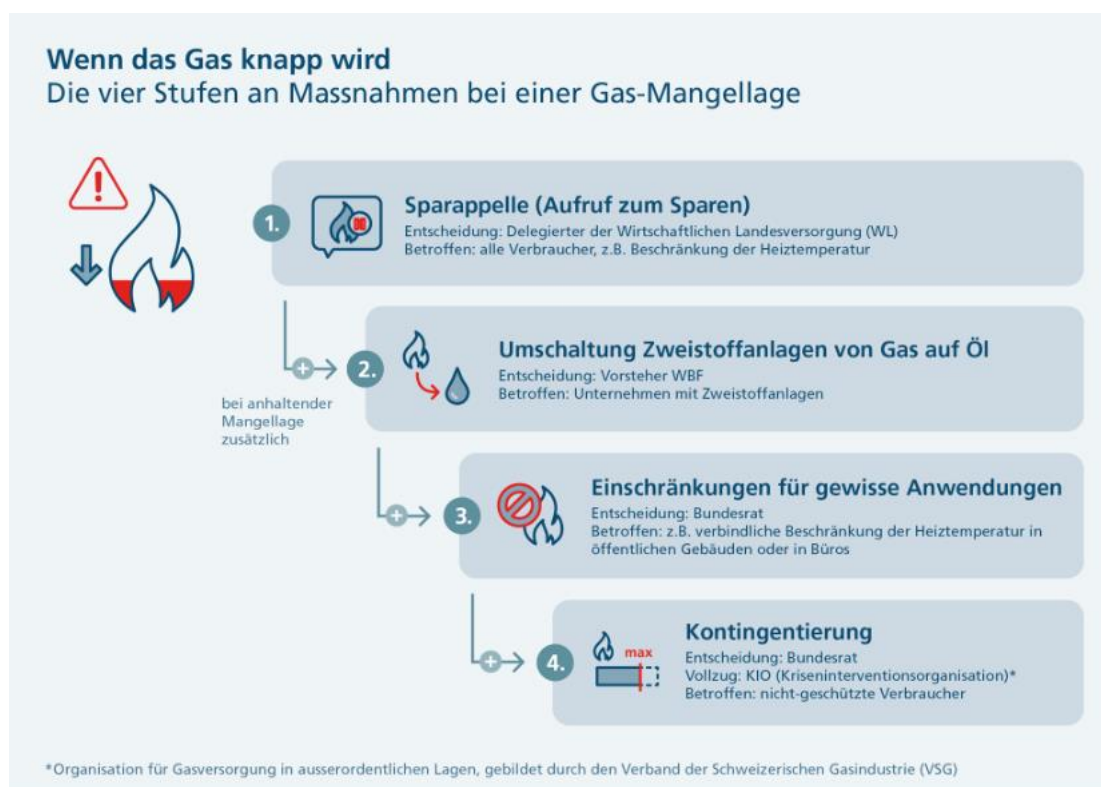 Wenn das Gas knapp wird
Die vier Stufen an Massnahmen bei einer Gas-Mangellage
1.
Sparappelle (Aufruf zum Sparen)
Entscheidung: Delegierter der Wirtschaftlichen Landesversorgung (WL)
Betroffen: alle Verbraucher, z.B. Beschränkung der Heiztemperatur
bei anhaltender
Mangellage
zusätzlich
2.
Umschaltung Zweistoffanlagen von Gas auf Öl
Entscheidung: Vorsteher WBF
Betroffen: Unternehmen mit Zweistoffanlagen
3.
Einschränkungen für gewisse Anwendungen
Entscheidung: Bundesrat
Betroffen: z.B. verbindliche Beschränkung der Heiztemperatur in
öffentlichen Gebäuden oder in Büros
4.
max
Kontingentierung
Entscheidung: Bundesrat
Vollzug: KIO (Kriseninterventionsorganisation)*
Betroffen: nicht-geschützte Verbraucher
*Organisation für Gasversorgung in ausserordentlichen Lagen, gebildet durch den Verband der Schweizerischen Gasindustrie (VSG)